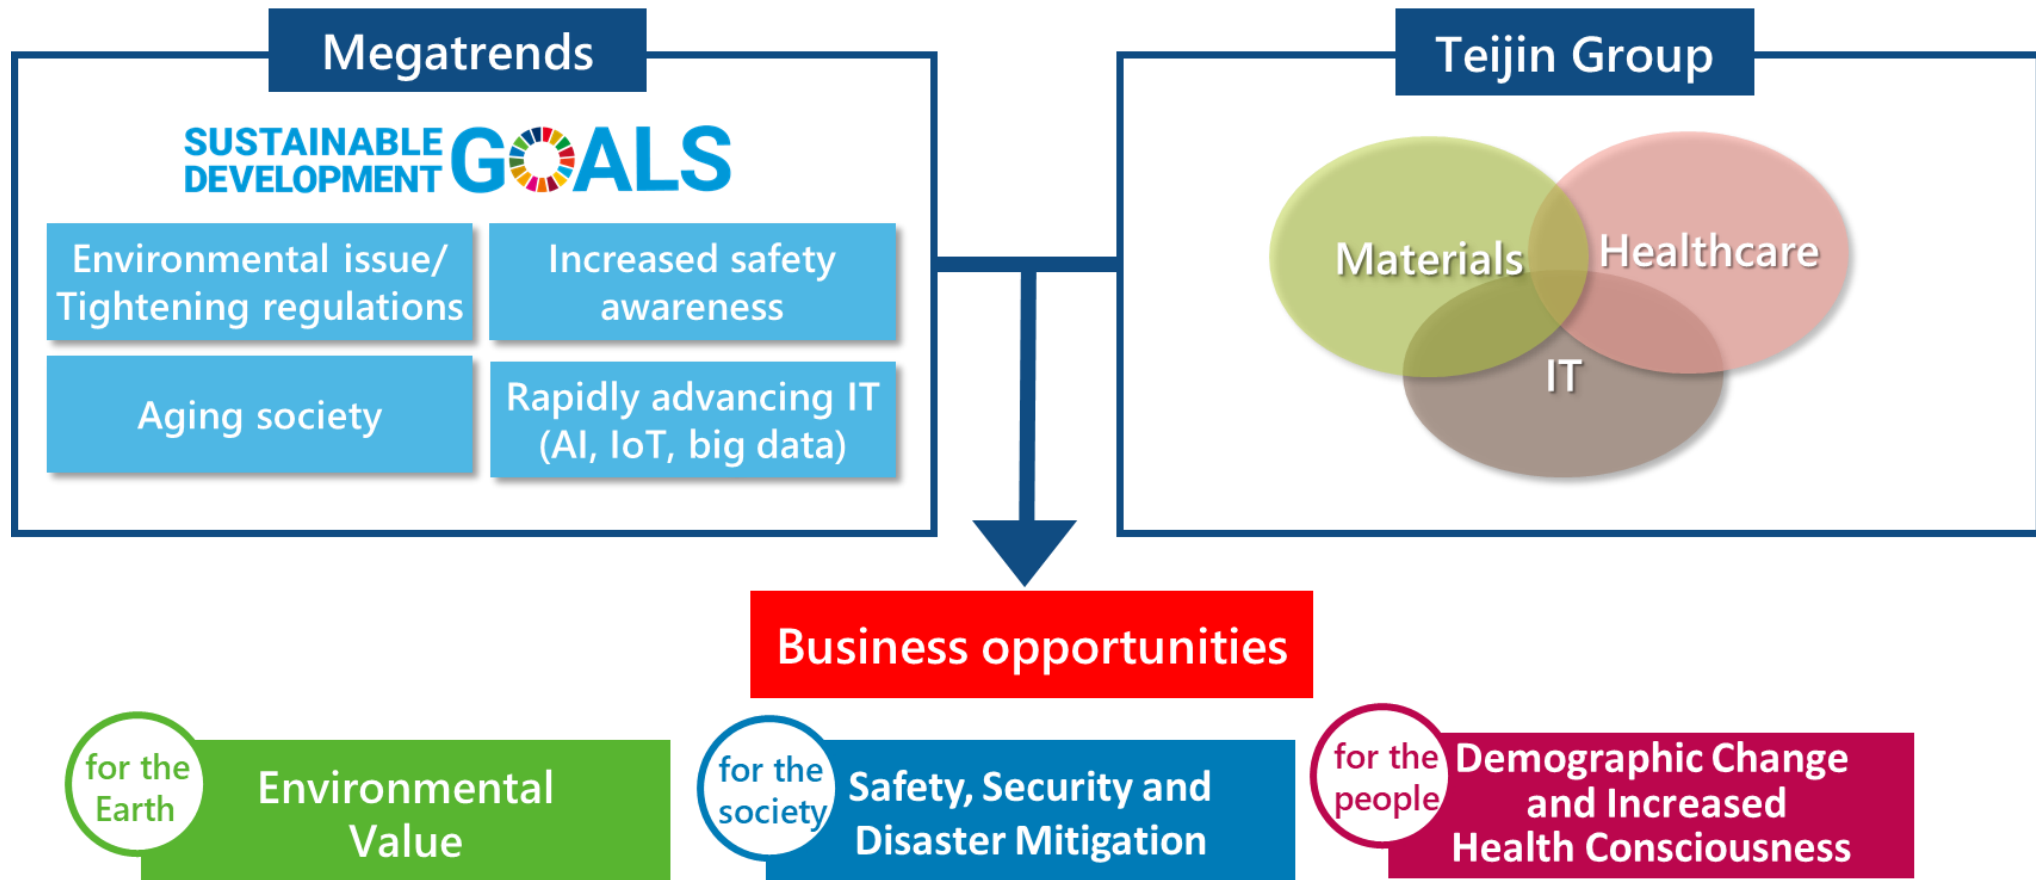 Megatrends
SUSTAINABLE
DEVELOPMENT
GOALS
Environmental issue/
Tightening regulations
Increased safety
awareness
Aging society
Rapidly advancing IT
(AI, IoT, big data)
Teijin Group
Materials
Healthcare
IT
Business opportunities
for the
Earth
Environmental
Value
for the
society
Safety, Security and
Disaster Mitigation
for the
people
Demographic Change
and Increased
Health Consciousness